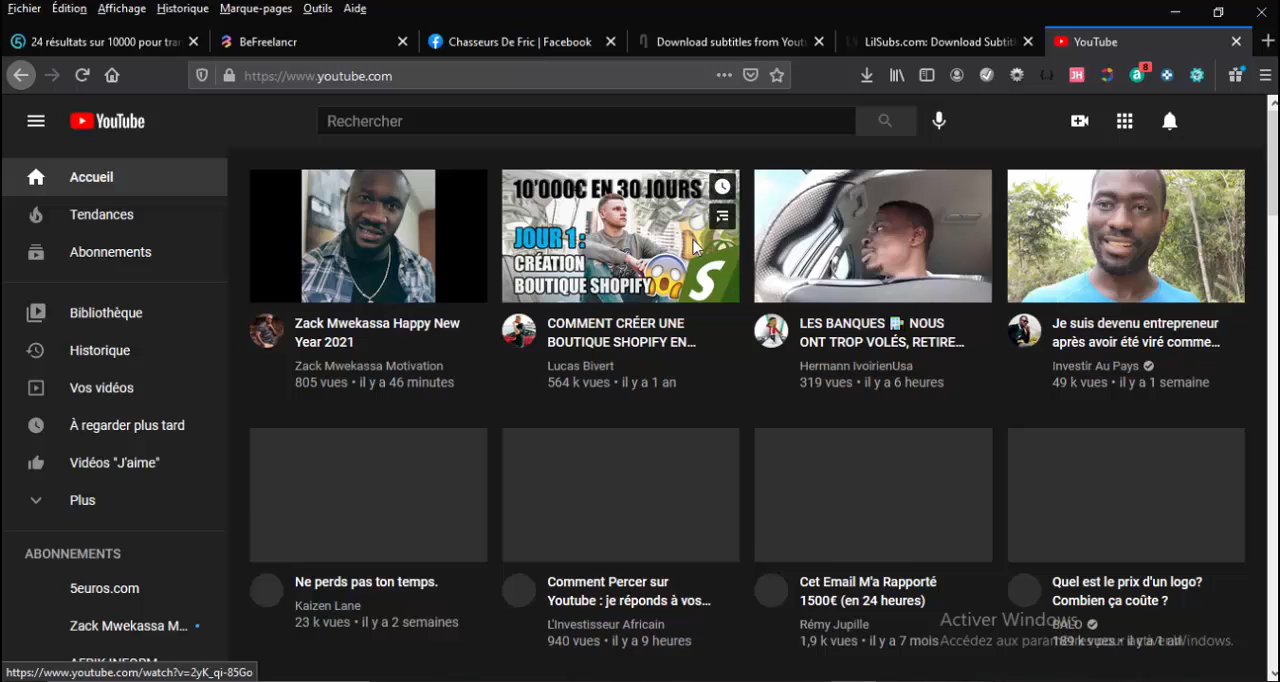 Fichier Édition Affichage Historique Marque-pages Outils Aide
24 résultats sur 10000 pour tra
BeFreelancr
Chasseurs De Fric | Facebook
Download subtitles from Yout
LilSubs.com: Download Subtit
YouTube
https://www.youtube.com
8
JH
YouTube
Rechercher
Accueil
Tendances
Abonnements
Bibliothèque
Historique
Vos vidéos
À regarder plus tard
Vidéos "J'aime"
Plus
ABONNEMENTS
5euros.com
Zack Mwekassa M...
AFRIK INFORM
10'000€ EN 30 JOURS
JOUR 1 :
CRÉATION
BOUTIQUE SHOPIFY
Zack Mwekassa Happy New
Year 2021
Zack Mwekassa Motivation
805 vues • il y a 46 minutes
COMMENT CRÉER UNE
BOUTIQUE SHOPIFY EN...
Lucas Bivert
564 k vues • il y a 1 an
LES BANQUES 🏧 NOUS
ONT TROP VOLÉS, RETIRE...
Hermann IvoirienUsa
319 vues • il y a 6 heures
Je suis devenu entrepreneur
après avoir été viré comme...
Investir Au Pays
49 k vues • il y a 1 semaine
Ne perds pas ton temps.
Kaizen Lane
23 k vues • il y a 2 semaines
Comment Percer sur
Youtube : je réponds à vos...
L'Investisseur Africain
940 vues • il y a 9 heures
Cet Email M'a Rapporté
1500€ (en 24 heures)
Rémy Jupille
1,9 k vues • il y a 7 mois
Quel est le prix d'un logo?
Combien ça coûte ?
BALO
189 k vues • il y a 1 an
Activer Windows
Accédez aux paramètres pour activer Windows.
https://www.youtube.com/watch?v=2yK_qi-85Go